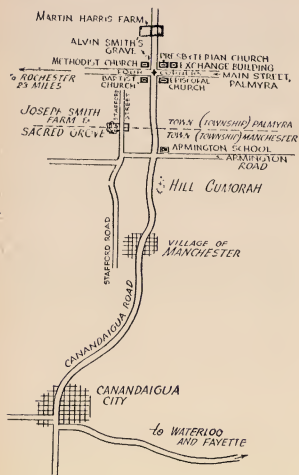 MARTIN HARRIS FARM
ALVIN SMITH'S
GRAVE
PRESBYTERIAN CHURCH
METHODIST CHURCH
EXCHANGE BUILDING
FOUR CORNERS
MAIN STREET,
PALMYRA
to ROCHESTER
23 MILES
BAPTIST
CHURCH
EPISCOPAL
CHURCH
STAFFORD STREET
JOSEPH SMITH
FARM &
SACRED GROVE
TOWN (TOWNSHIP) PALMYRA
TOWN (TOWNSHIP) MANCHESTER
ARMINGTON SCHOOL
ARMINGTON
ROAD
HILL CUMORAH
STAFFORD ROAD
VILLAGE OF
MANCHESTER
CANANDAIGUA ROAD
CANANDAIGUA
CITY
to WATERLOO
AND FAYETTE